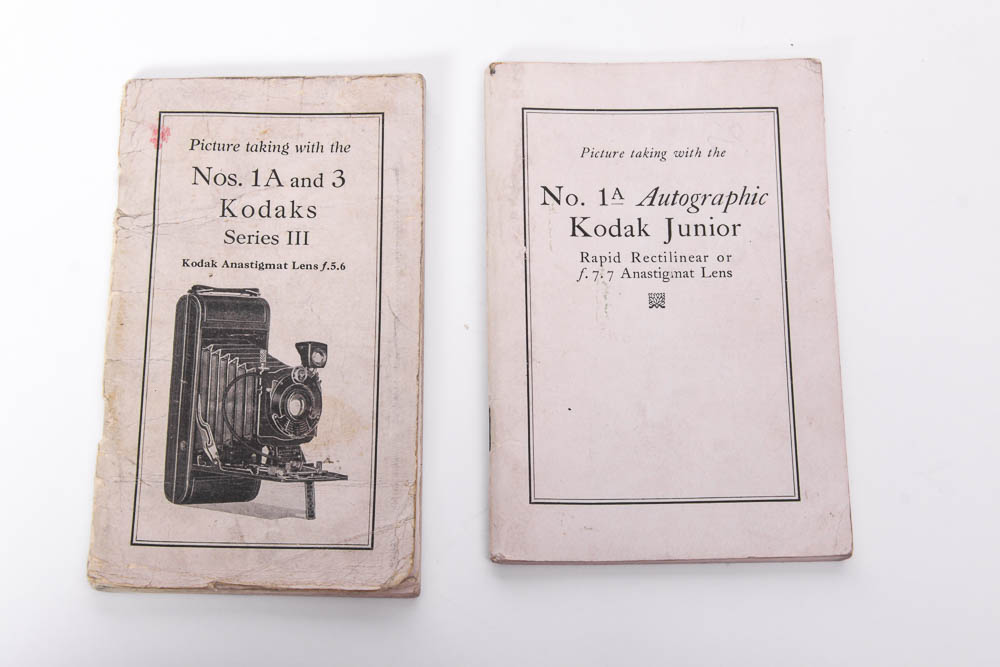 Picture taking with the
Nos. 1A and 3
Kodaks
Series III
Kodak Anastigmat Lens f.5.6
Picture taking with the
No. 1A Autographic
Kodak Junior
Rapid Rectilinear or
f. 7.7 Anastigmat Lens